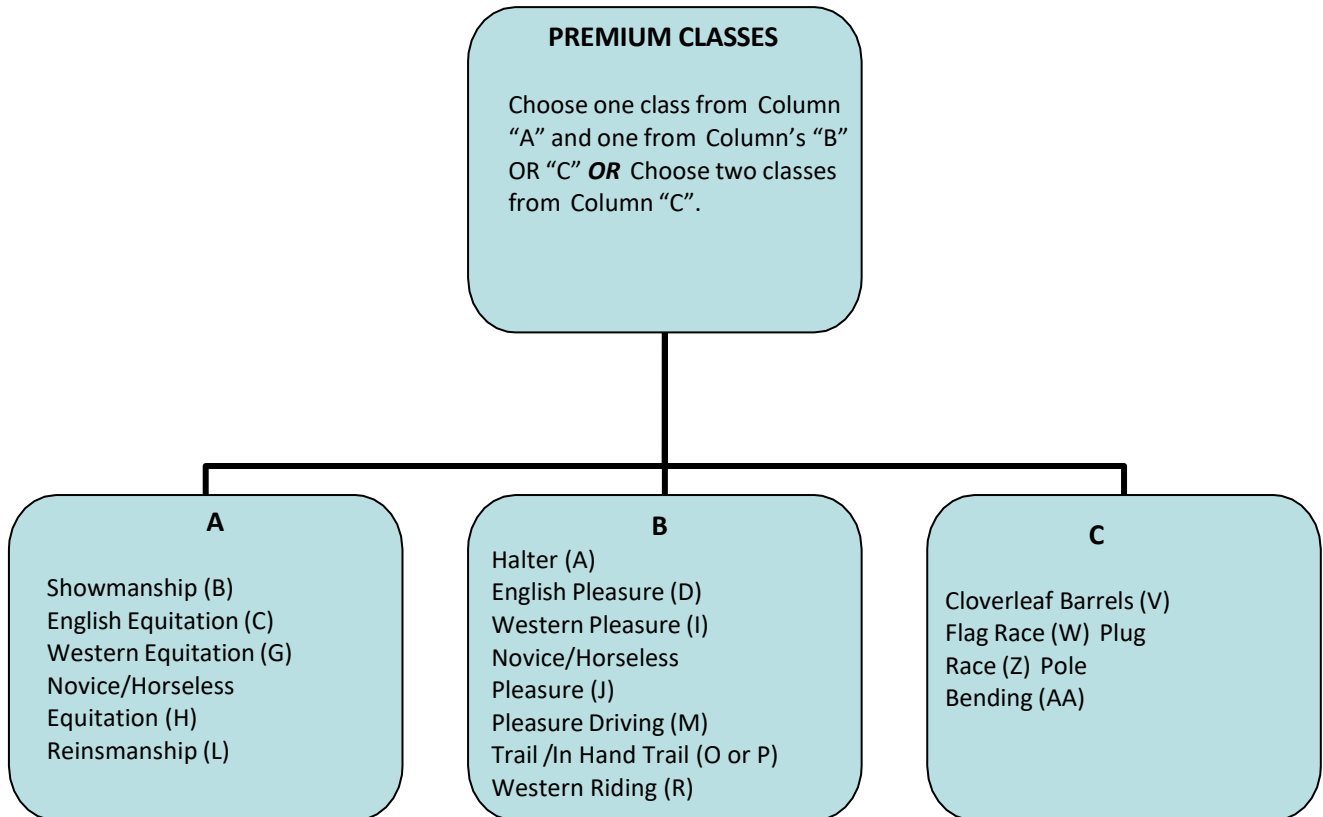 PREMIUM CLASSES
Choose one class from Column
“A” and one from Column’s “B”
OR “C” OR Choose two classes
from Column “C”.
A
Showmanship (B)
English Equitation (C)
Western Equitation (G)
Novice/Horseless
Equitation (H)
Reinsmanship (L)
B
Halter (A)
English Pleasure (D)
Western Pleasure (I)
Novice/Horseless
Pleasure (J)
Pleasure Driving (M)
Trail /In Hand Trail (O or P)
Western Riding (R)
C
Cloverleaf Barrels (V)
Flag Race (W) Plug
Race (Z) Pole
Bending (AA)